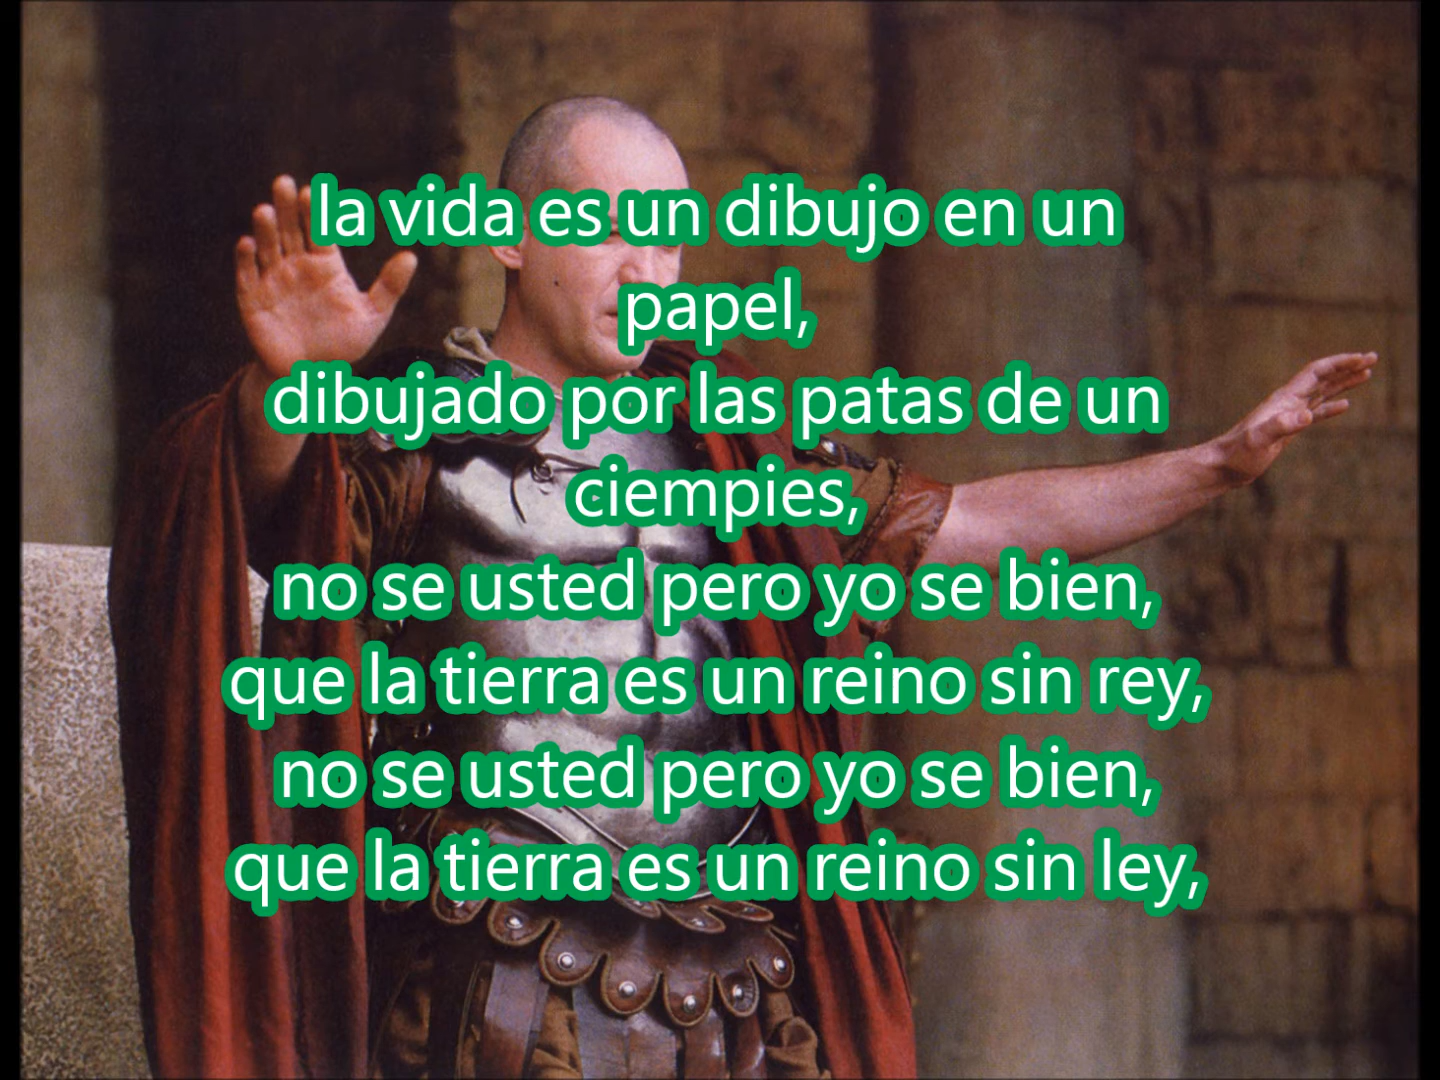 la vida es un dibujo en un
papel,
dibujado por las patas de un
ciempies,
no se usted pero yo se bien,
que la tierra es un reino sin rey,
no se usted pero yo se bien,
que la tierra es un reino sin ley,